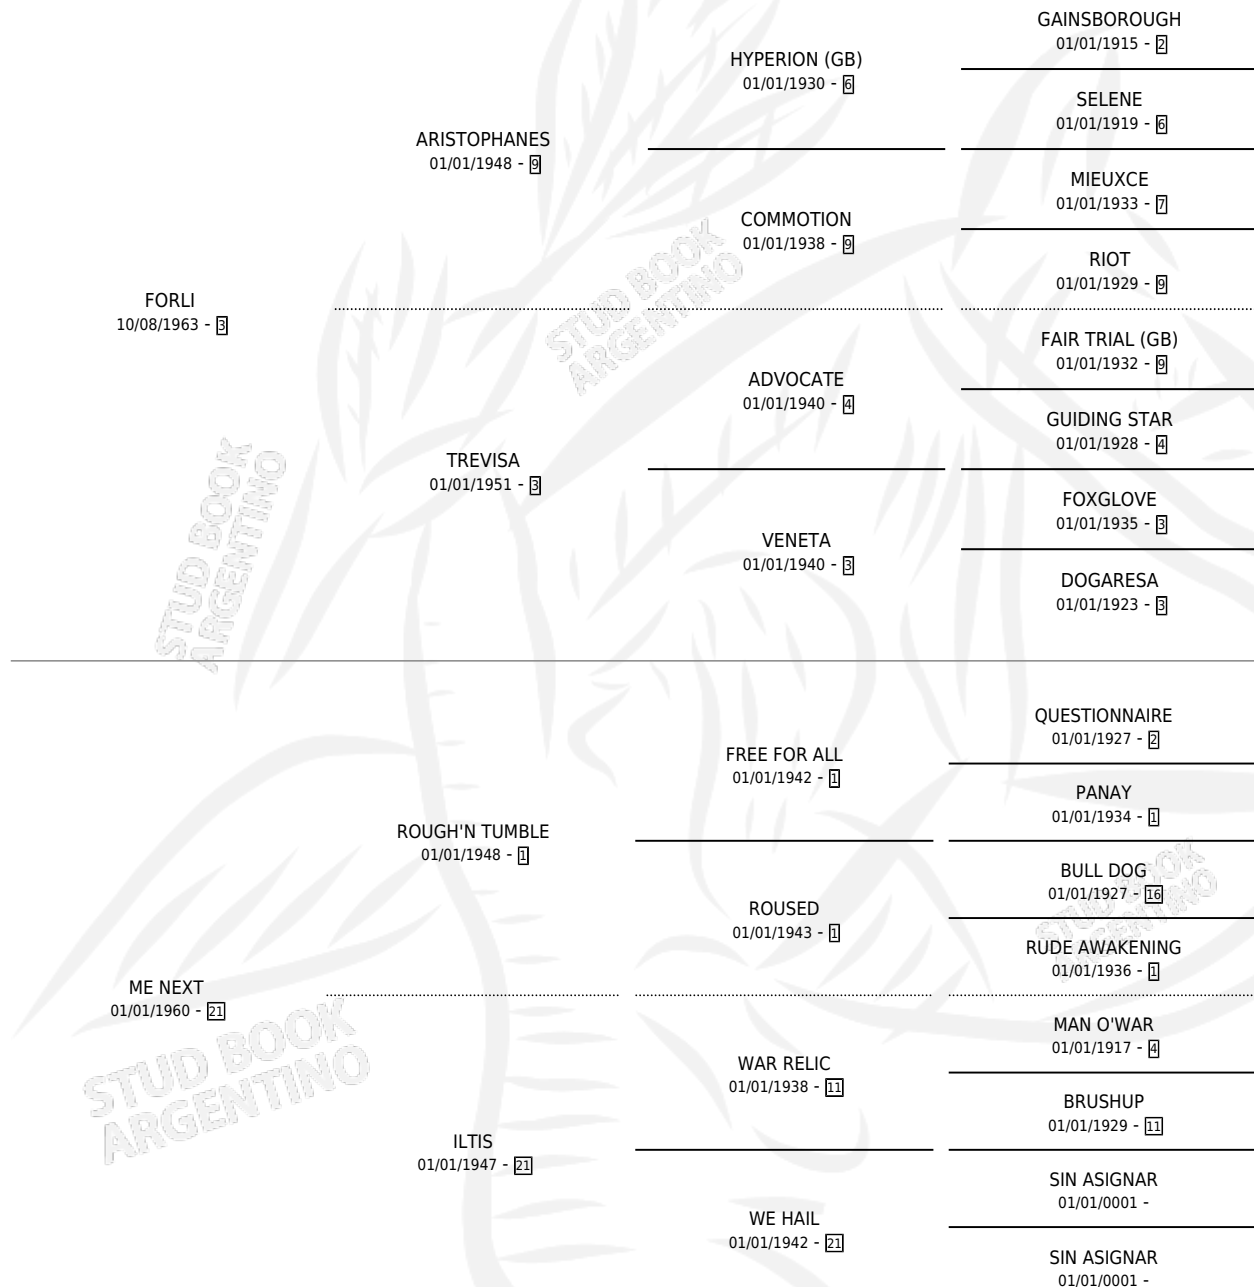 GAINSBOROUGH
01/01/1915 - 2
HYPERION (GB)
01/01/1930 - 6
SELENE
01/01/1919 - 6
ARISTOPHANES
01/01/1948 - 9
MIEUXCE
01/01/1933 - 7
COMMOTION
01/01/1938 - 9
RIOT
01/01/1929 - 9
FORLI
10/08/1963 - 3
FAIR TRIAL (GB)
01/01/1932 - 9
ADVOCATE
01/01/1940 - 4
GUIDING STAR
01/01/1928 - 4
TREVISA
01/01/1951 - 3
FOXGLOVE
01/01/1935 - 3
VENETA
01/01/1940 - 3
DOGARESA
01/01/1923 - 3
QUESTIONNAIRE
01/01/1927 - 2
FREE FOR ALL
01/01/1942 - 1
PANAY
01/01/1934 - 1
ROUGH'N TUMBLE
01/01/1948 - 1
BULL DOG
01/01/1927 - 16
ROUSED
01/01/1943 - 1
RUDE AWAKENING
01/01/1936 - 1
ME NEXT
01/01/1960 - 21
MAN O'WAR
01/01/1917 - 4
WAR RELIC
01/01/1938 - 11
BRUSHUP
01/01/1929 - 11
ILTIS
01/01/1947 - 21
SIN ASIGNAR
01/01/0001 -
WE HAIL
01/01/1942 - 21
SIN ASIGNAR
01/01/0001 -
STUD BOOK
ARGENTINO
STUD BOOK
ARGENTINO
STUD BOOK
ARGENTINO
STUD BOOK
ARGENTINO